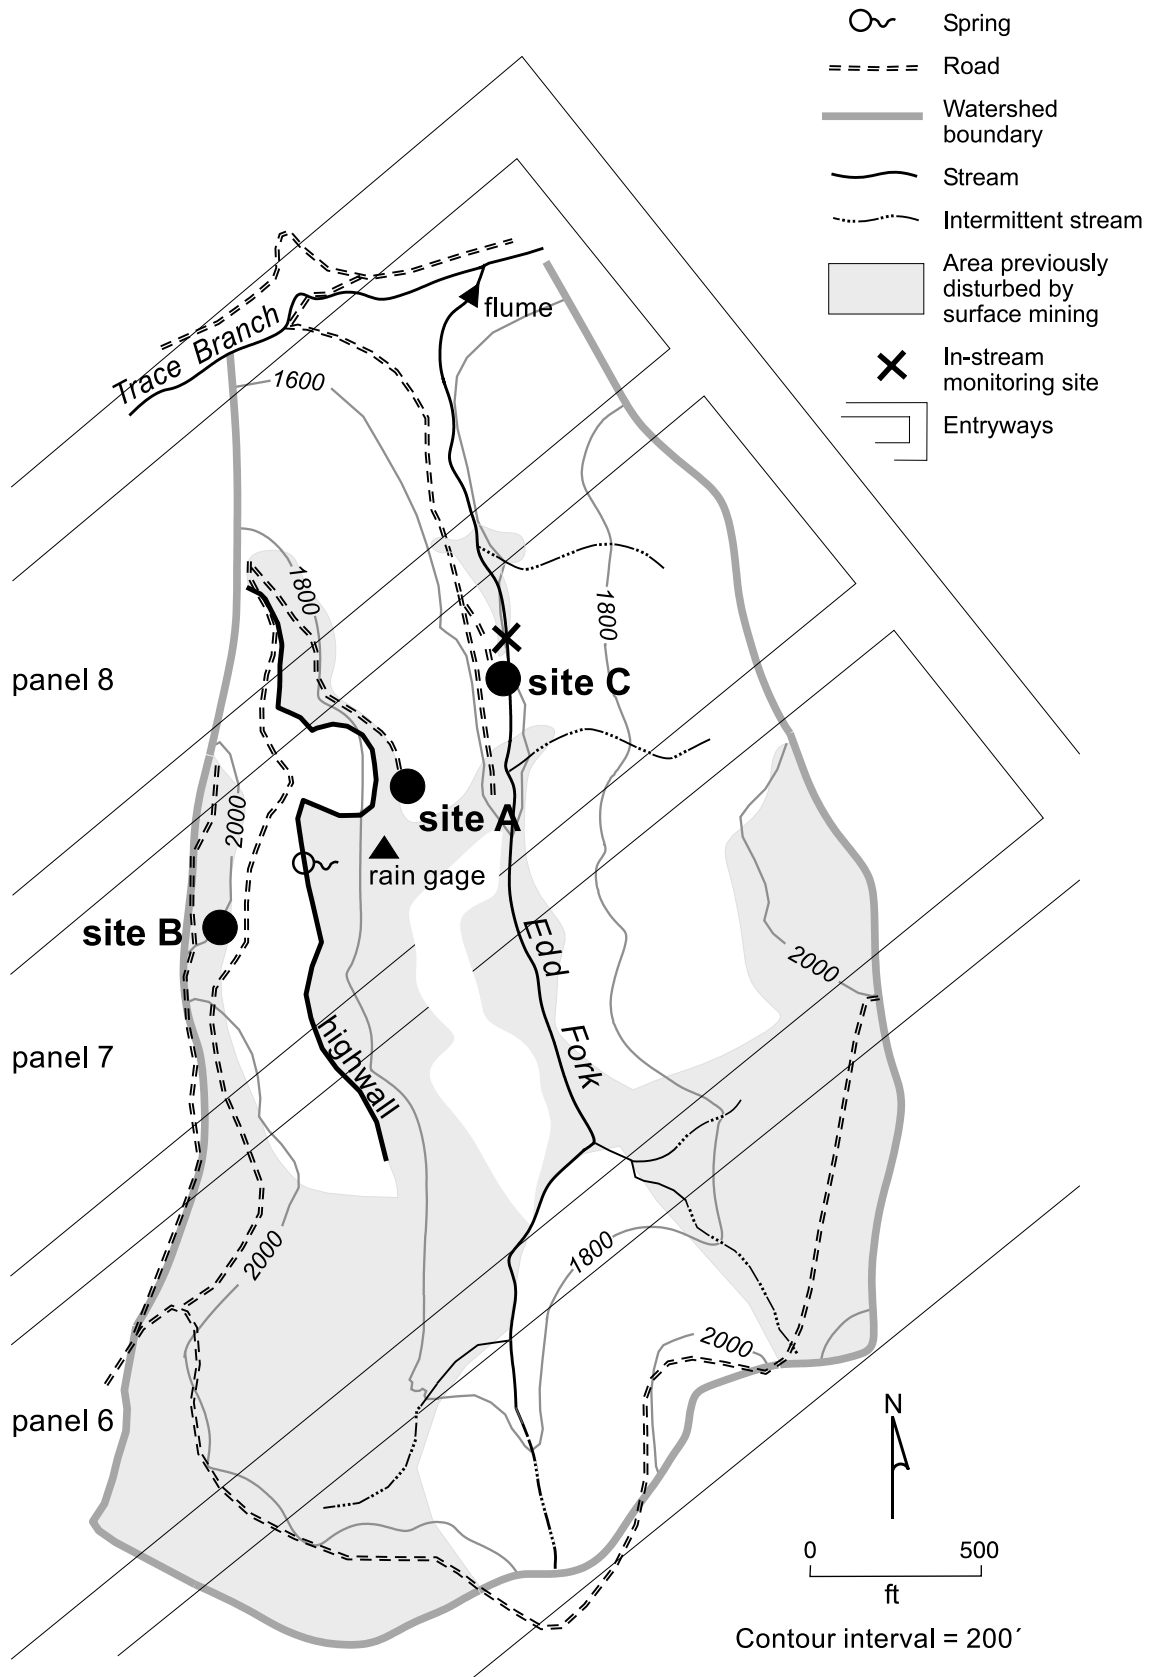 Spring
Road
Watershed
boundary
Stream
Intermittent stream
Area previously
disturbed by
surface mining
In-stream
monitoring site
Entryways
flume
Trace Branch
1600
1800
1800
panel 8
site C
2000
site A
rain gage
site B
Edd
Fork
2000
highwall
panel 7
2000
1800
2000
panel 6
N
0 500
ft
Contour interval = 200´